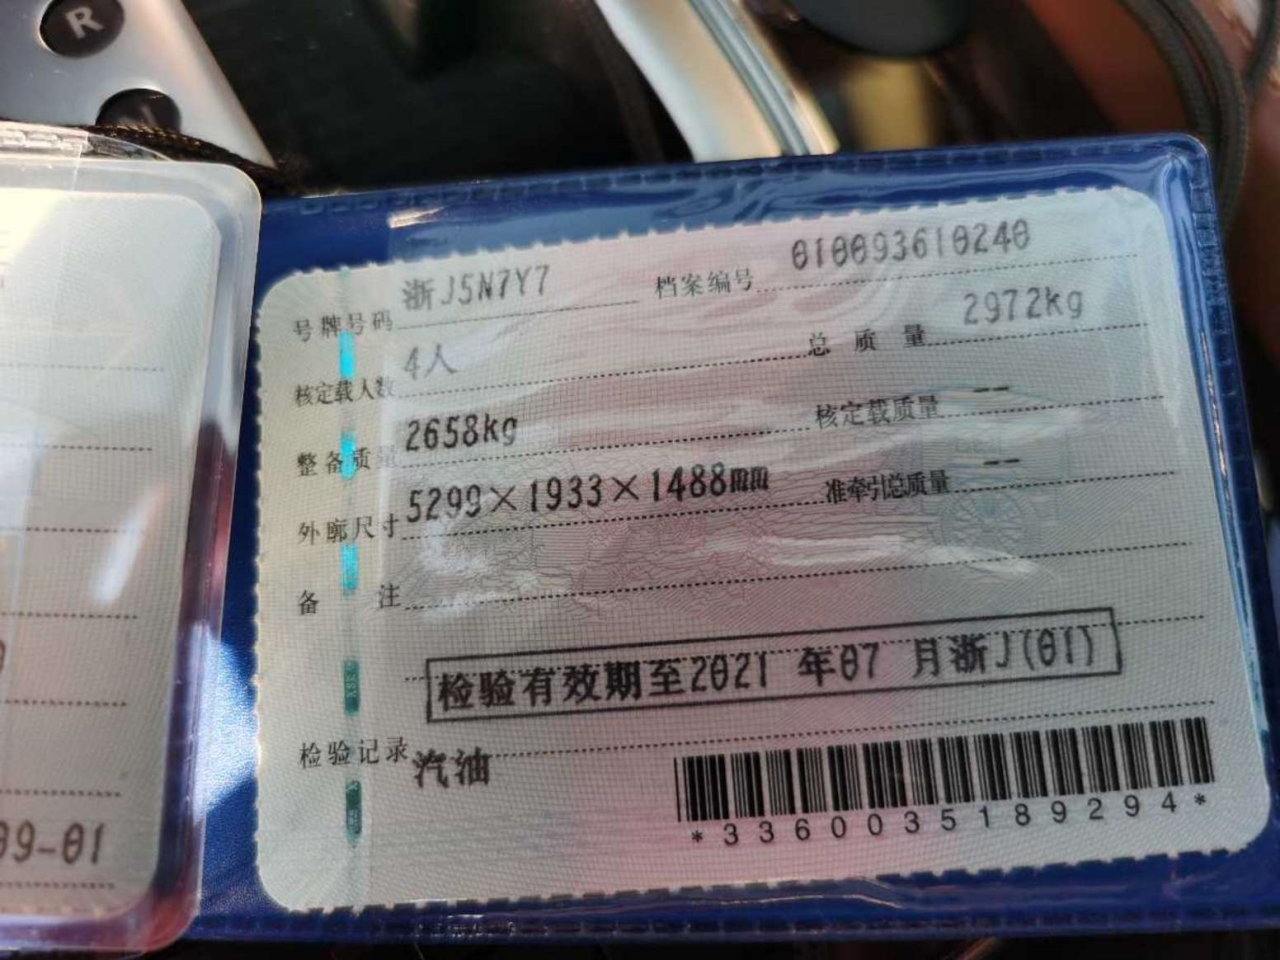 R
号牌号码 浙J5N7Y7 档案编号 010093610240
核定载人数 4人 总质量 2972kg
整备质量 2658kg 核定载质量 --
外廓尺寸 5299×1933×1488mm 准牵引总质量 --
备注
检验有效期至2021 年07 月浙J(01)
检验记录
汽油
*3360035189294*
09-01